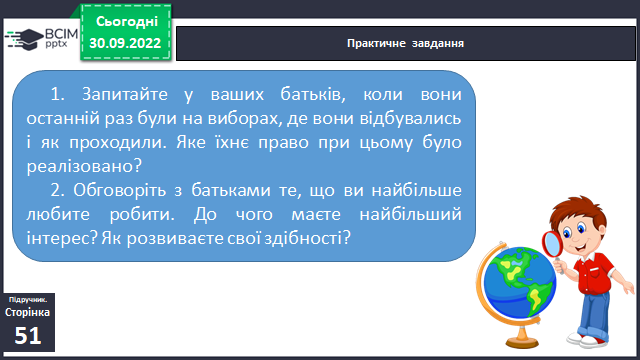 Сьогодні
30.09.2022
ВСІМ
pptx
Практичне завдання
1. Запитайте у ваших батьків, коли вони
останній раз були на виборах, де вони відбувались
і як проходили. Яке їхнє право при цьому було
реалізовано?
2. Обговоріть з батьками те, що ви найбільше
любите робити. До чого маєте найбільший
інтерес? Як розвиваєте свої здібності?
Підручник.
Сторінка
51